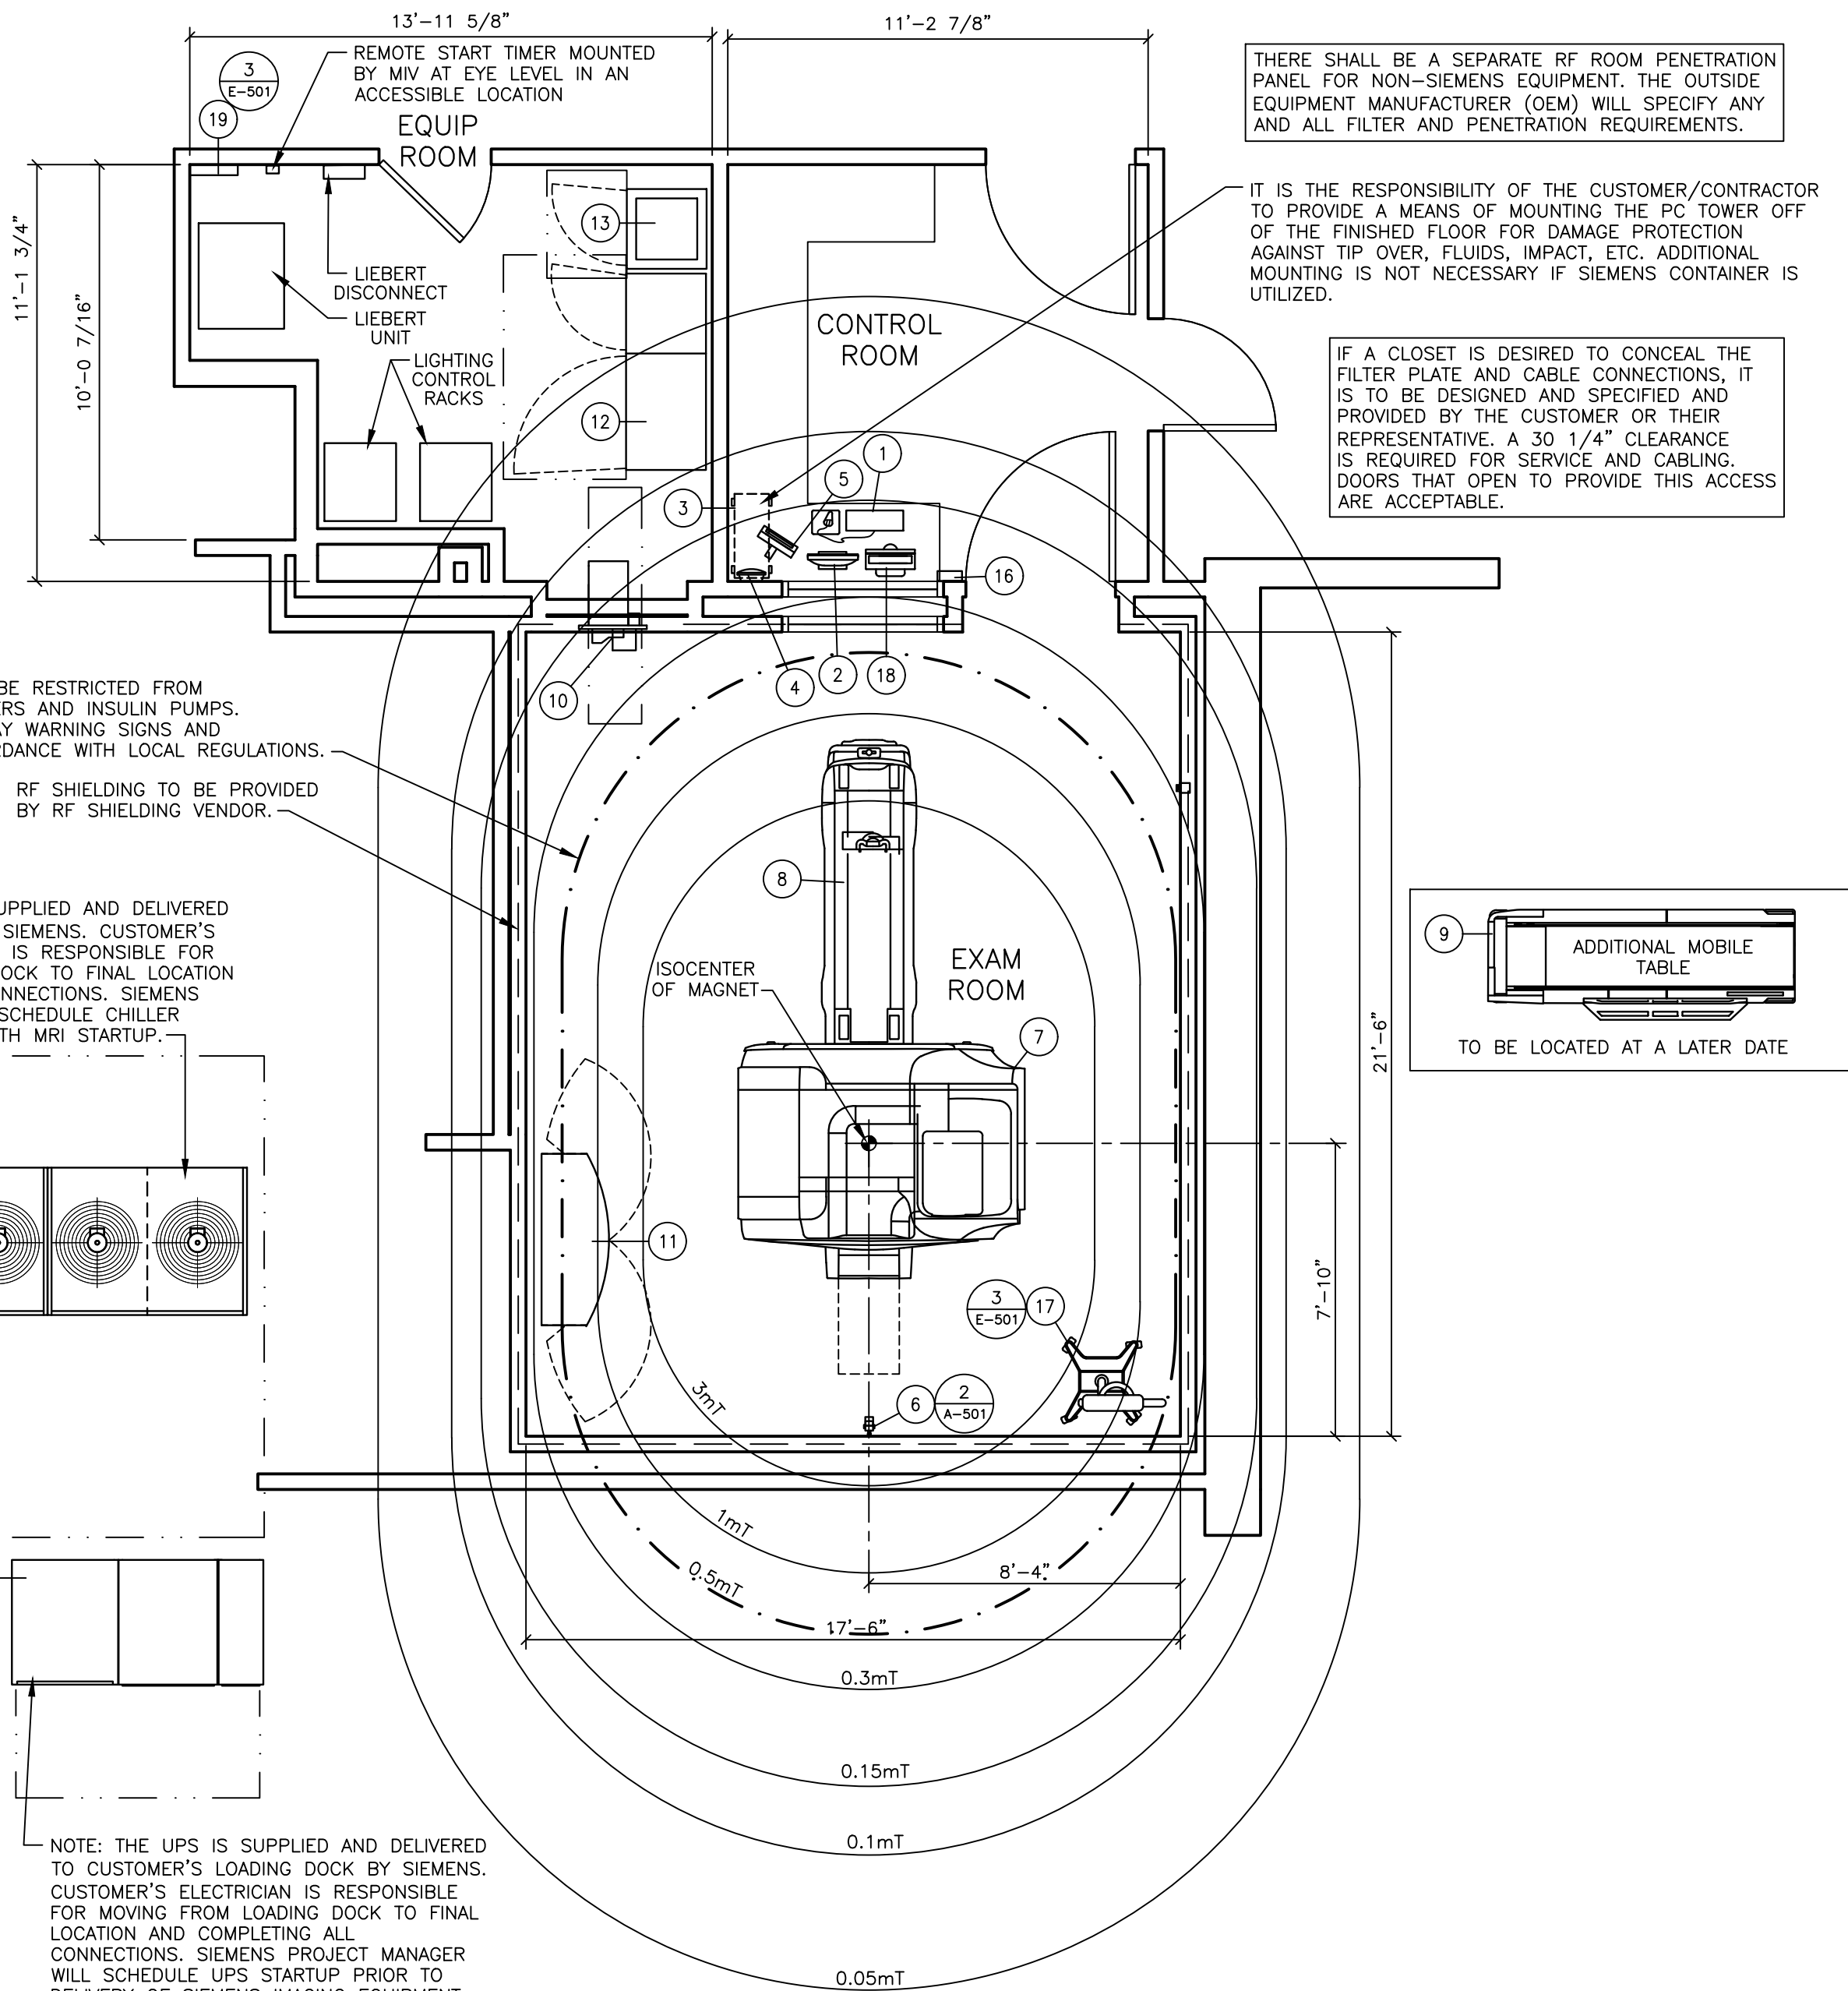 13'-11 5/8"
11'-2 7/8"
3
E-501
19
REMOTE START TIMER MOUNTED
BY MIV AT EYE LEVEL IN AN
ACCESSIBLE LOCATION
EQUIP
ROOM
THERE SHALL BE A SEPARATE RF ROOM PENETRATION
PANEL FOR NON-SIEMENS EQUIPMENT. THE OUTSIDE
EQUIPMENT MANUFACTURER (OEM) WILL SPECIFY ANY
AND ALL FILTER AND PENETRATION REQUIREMENTS.
IT IS THE RESPONSIBILITY OF THE CUSTOMER/CONTRACTOR
TO PROVIDE A MEANS OF MOUNTING THE PC TOWER OFF
OF THE FINISHED FLOOR FOR DAMAGE PROTECTION
AGAINST TIP OVER, FLUIDS, IMPACT, ETC. ADDITIONAL
MOUNTING IS NOT NECESSARY IF SIEMENS CONTAINER IS
UTILIZED.
11'-1 3/4"
10'-0 7/16"
13
LIEBERT
DISCONNECT
LIEBERT
UNIT
LIGHTING
CONTROL
RACKS
12
CONTROL
ROOM
IF A CLOSET IS DESIRED TO CONCEAL THE
FILTER PLATE AND CABLE CONNECTIONS, IT
IS TO BE DESIGNED AND SPECIFIED AND
PROVIDED BY THE CUSTOMER OR THEIR
REPRESENTATIVE. A 30 1/4" CLEARANCE
IS REQUIRED FOR SERVICE AND CABLING.
DOORS THAT OPEN TO PROVIDE THIS ACCESS
ARE ACCEPTABLE.
1
5
3
16
10
4
2
18
BE RESTRICTED FROM
ERS AND INSULIN PUMPS.
AY WARNING SIGNS AND
RDANCE WITH LOCAL REGULATIONS.
RF SHIELDING TO BE PROVIDED
BY RF SHIELDING VENDOR.
8
UPPLIED AND DELIVERED
SIEMENS. CUSTOMER'S
IS RESPONSIBLE FOR
OCK TO FINAL LOCATION
NNECTIONS. SIEMENS
SCHEDULE CHILLER
TH MRI STARTUP.
ISOCENTER
OF MAGNET
EXAM
ROOM
7
9
ADDITIONAL MOBILE
TABLE
TO BE LOCATED AT A LATER DATE
21'-6"
11
7'-10"
3
E-501
17
6
2
A-501
3mT
1mT
0.5mT
8'-4"
17'-6"
0.3mT
0.15mT
0.1mT
0.05mT
NOTE: THE UPS IS SUPPLIED AND DELIVERED
TO CUSTOMER'S LOADING DOCK BY SIEMENS.
CUSTOMER'S ELECTRICIAN IS RESPONSIBLE
FOR MOVING FROM LOADING DOCK TO FINAL
LOCATION AND COMPLETING ALL
CONNECTIONS. SIEMENS PROJECT MANAGER
WILL SCHEDULE UPS STARTUP PRIOR TO
DELIVERY OF SIEMENS IMAGING EQUIPMENT